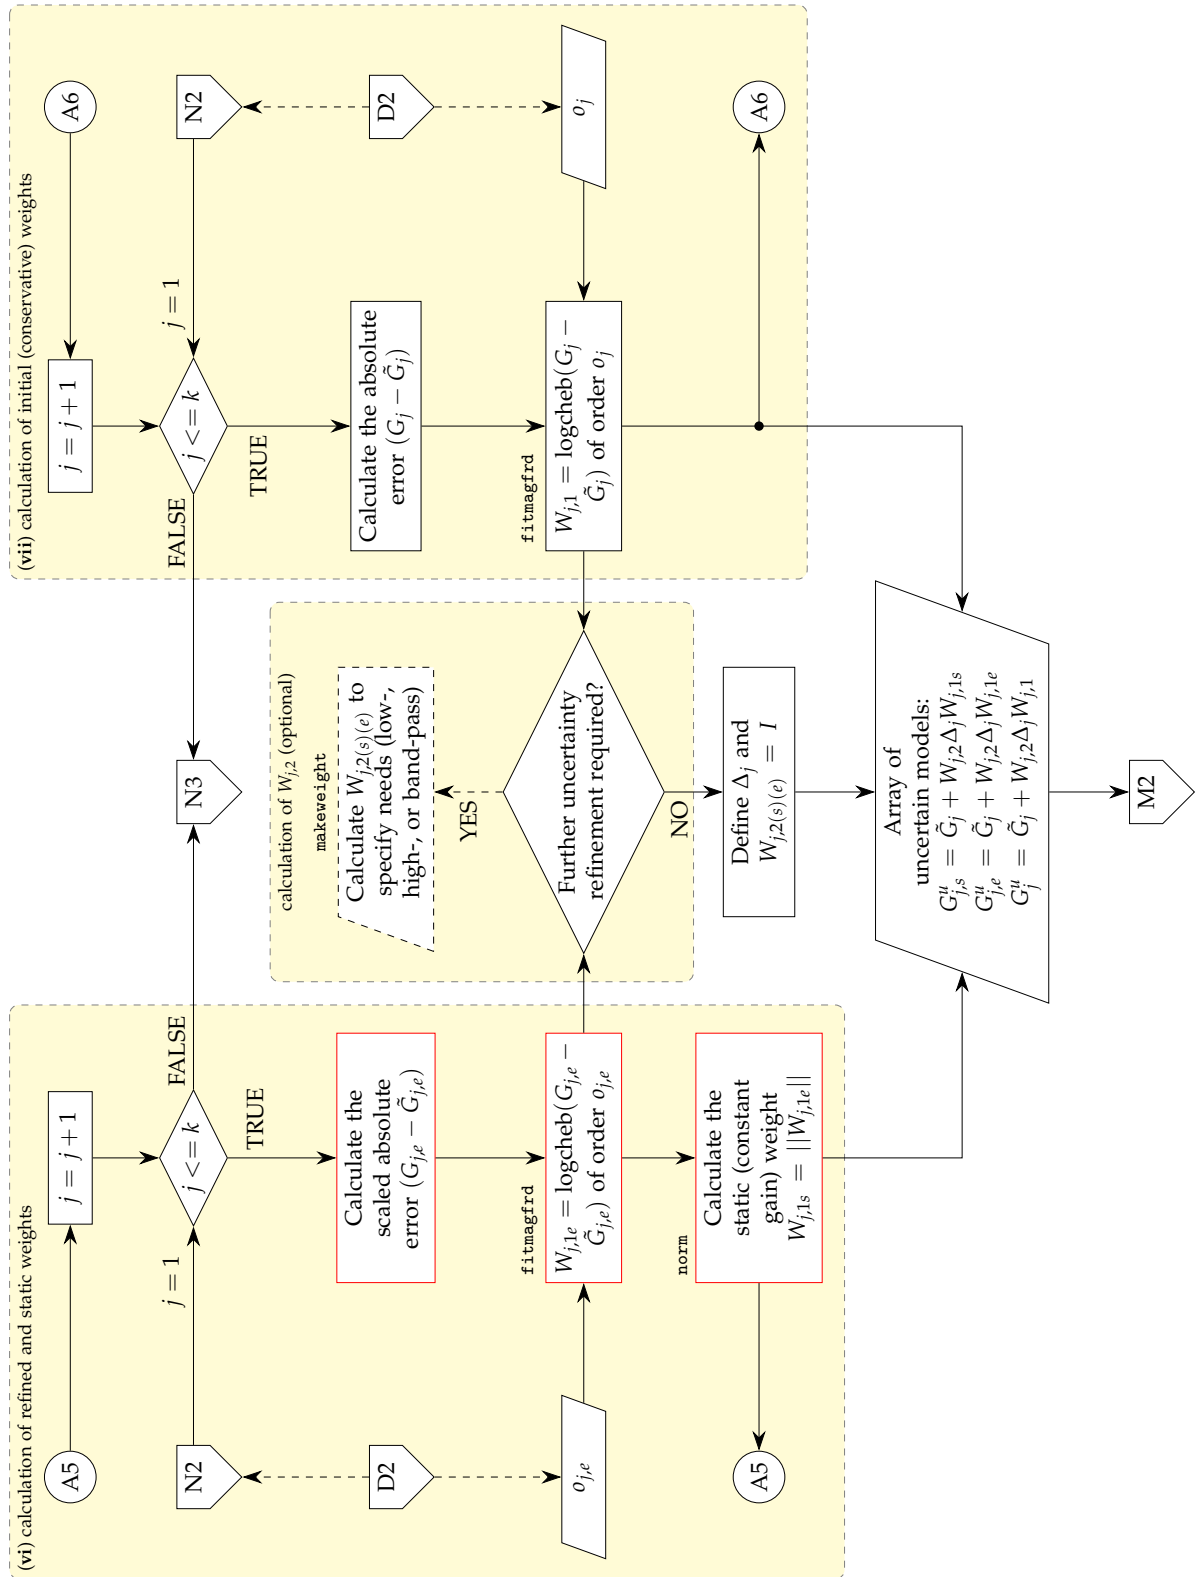 (vi) calculation of refined and static weights
A5
j = j + 1
N2
j = 1
j <= k
FALSE
TRUE
D2
Calculate the
scaled absolute
error (G_{j,e} − G̃_{j,e})
o_{j,e}
fitmagfrd
W_{j,1e} = logcheb(G_{j,e} −
G̃_{j,e}) of order o_{j,e}
norm
Calculate the
static (constant
gain) weight
W_{j,1s} = ||W_{j,1e}||
A5
N3
calculation of W_{j,2} (optional)
makeweight
Calculate W_{j,2(s)(e)} to
specify needs (low-,
high-, or band-pass)
YES
Further uncertainty
refinement required?
NO
Define Δ_j and
W_{j,2(s)(e)} = I
Array of
uncertain models:
G^u_{j,s} = G̃_j + W_{j,2}Δ_jW_{j,1s}
G^u_{j,e} = G̃_j + W_{j,2}Δ_jW_{j,1e}
G^u_j = G̃_j + W_{j,2}Δ_jW_{j,1}
M2
(vii) calculation of initial (conservative) weights
j = j + 1
A6
FALSE
j <= k
j = 1
N2
TRUE
D2
Calculate the absolute
error (G_j − G̃_j)
o_j
fitmagfrd
W_{j,1} = logcheb(G_j −
G̃_j) of order o_j
A6